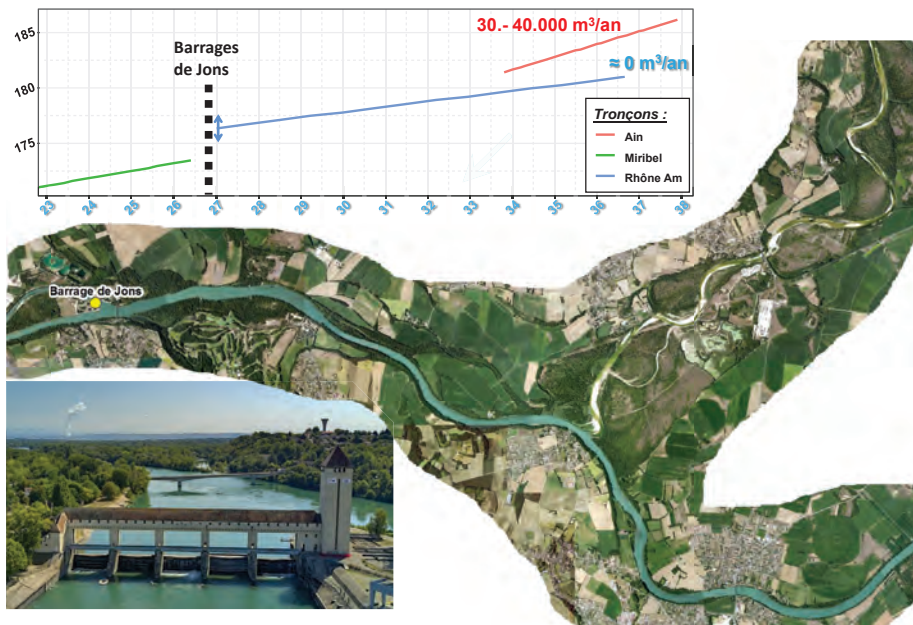 185
180
175
30.- 40.000 m³/an
≈ 0 m³/an
Barrages
de Jons
Tronçons :
Ain
Miribel
Rhône Am
23 24 25 26 27 28 29 30 31 32 33 34 35 36 37 38
Barrage de Jons